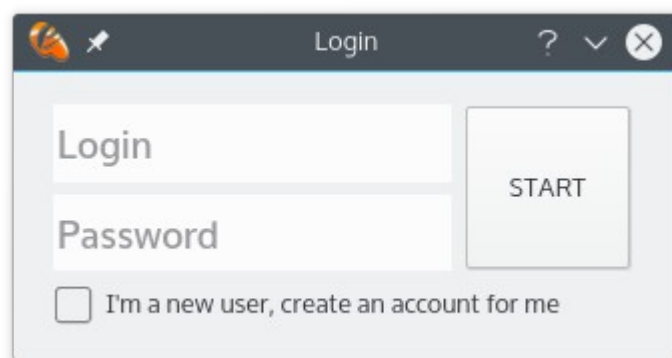 Login
Login
Password
START
I'm a new user, create an account for me